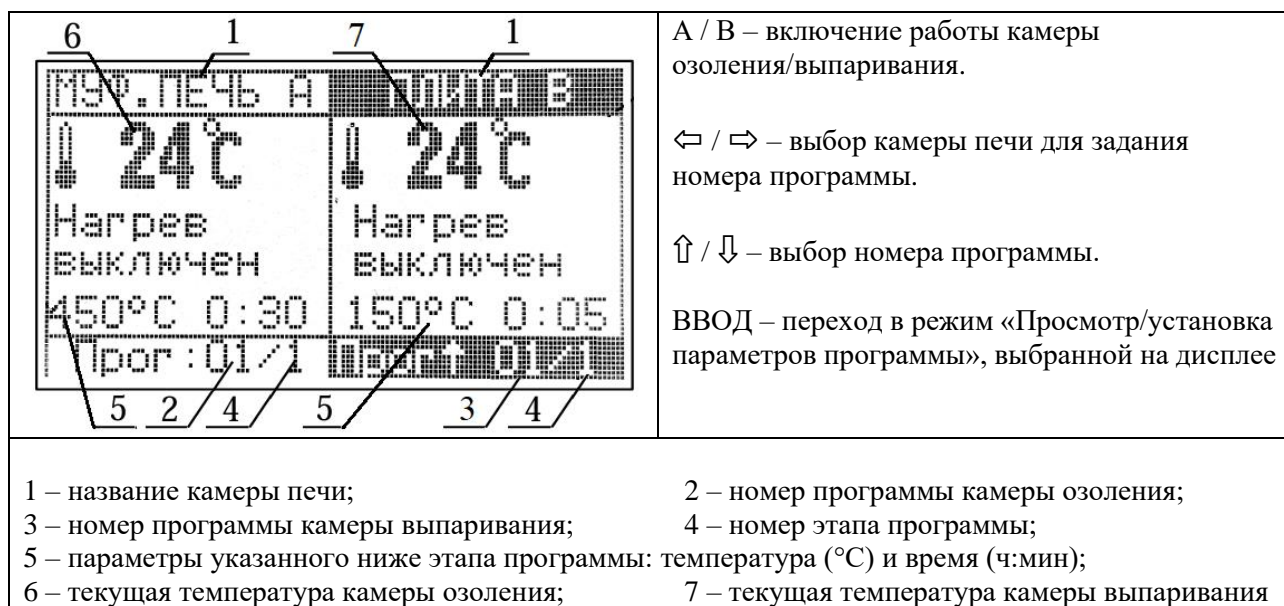 6 1 7 1
МУФ.ПЕЧЬ А ПЛИТА В
24°C 24°C
Нагрев Нагрев
выключен выключен
450°C 0:30 150°C 0:05
Прог:01/1 Прог↑ 01/1
5 2 4 5 3 4
А / В – включение работы камеры
озоления/выпаривания.
⇦ / ⇨ – выбор камеры печи для задания
номера программы.
⇧ / ⇩ – выбор номера программы.
ВВОД – переход в режим «Просмотр/установка
параметров программы», выбранной на дисплее
1 – название камеры печи; 2 – номер программы камеры озоления;
3 – номер программы камеры выпаривания; 4 – номер этапа программы;
5 – параметры указанного ниже этапа программы: температура (°С) и время (ч:мин);
6 – текущая температура камеры озоления; 7 – текущая температура камеры выпаривания